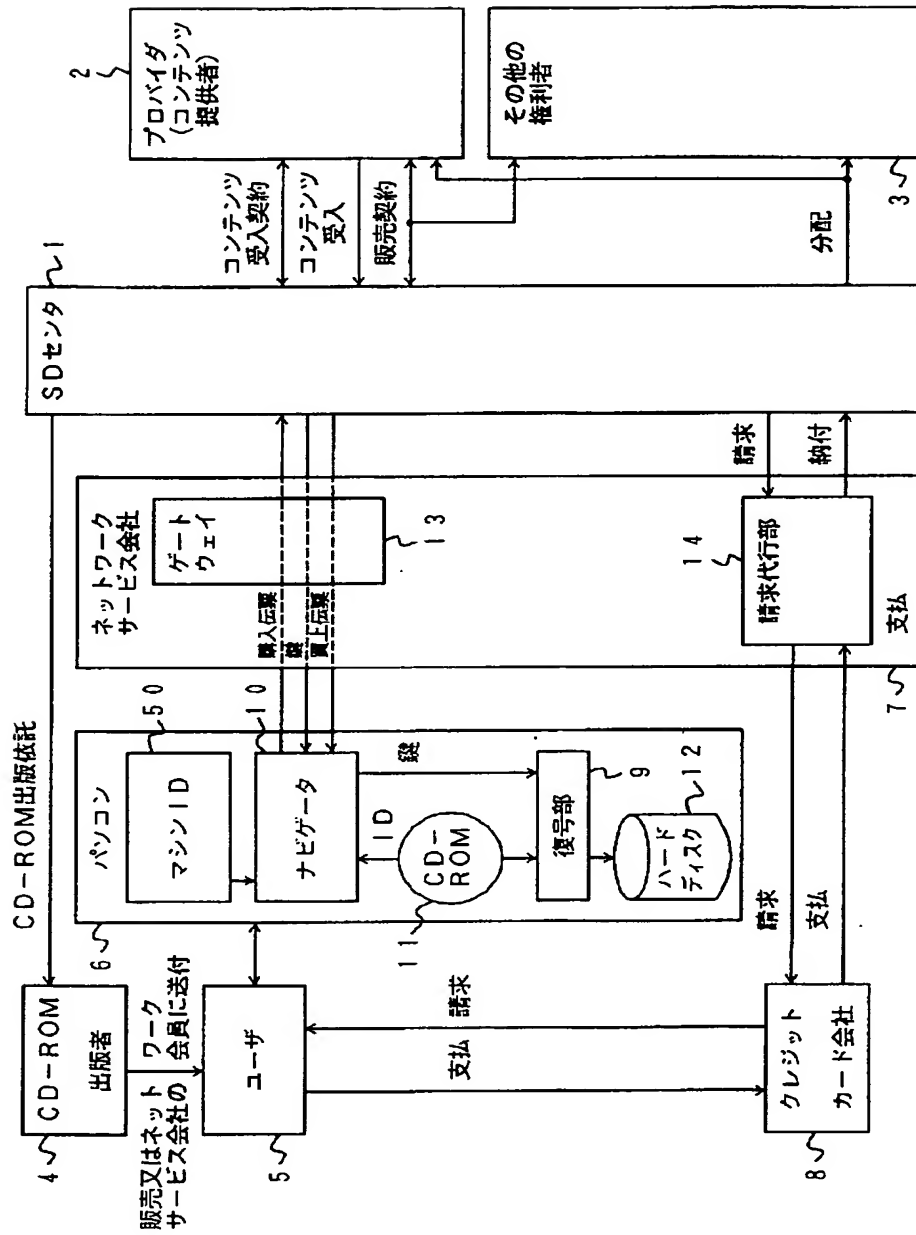 CD-ROM
出版者
4
CD-ROM出版依託
販売又はネットワーク
サービス会社の会員に送付
ユーザ
5
請求
支払
クレジット
カード会社
8
パソコン
6
マシンID
50
ナビゲータ
10
ID
鍵
CD-
ROM
11
復号部
9
ハード
ディスク
12
請求
支払
ネットワーク
サービス会社
ゲート
ウェイ
13
購入伝票
鍵
買上伝票
請求代行部
14
支払
7
請求
納付
SDセンタ
1
コンテンツ
受入契約
コンテンツ
受入
販売契約
分配
プロバイダ
(コンテンツ
提供者)
2
その他の
権利者
3